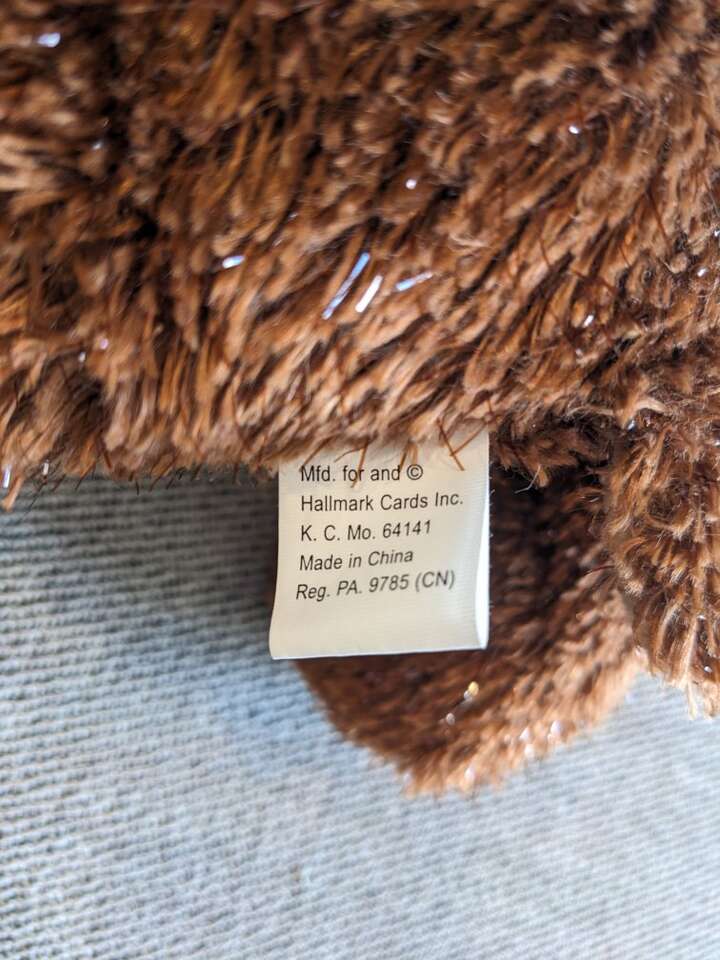 Mfd. for and ©
Hallmark Cards Inc.
K. C. Mo. 64141
Made in China
Reg. PA. 9785 (CN)